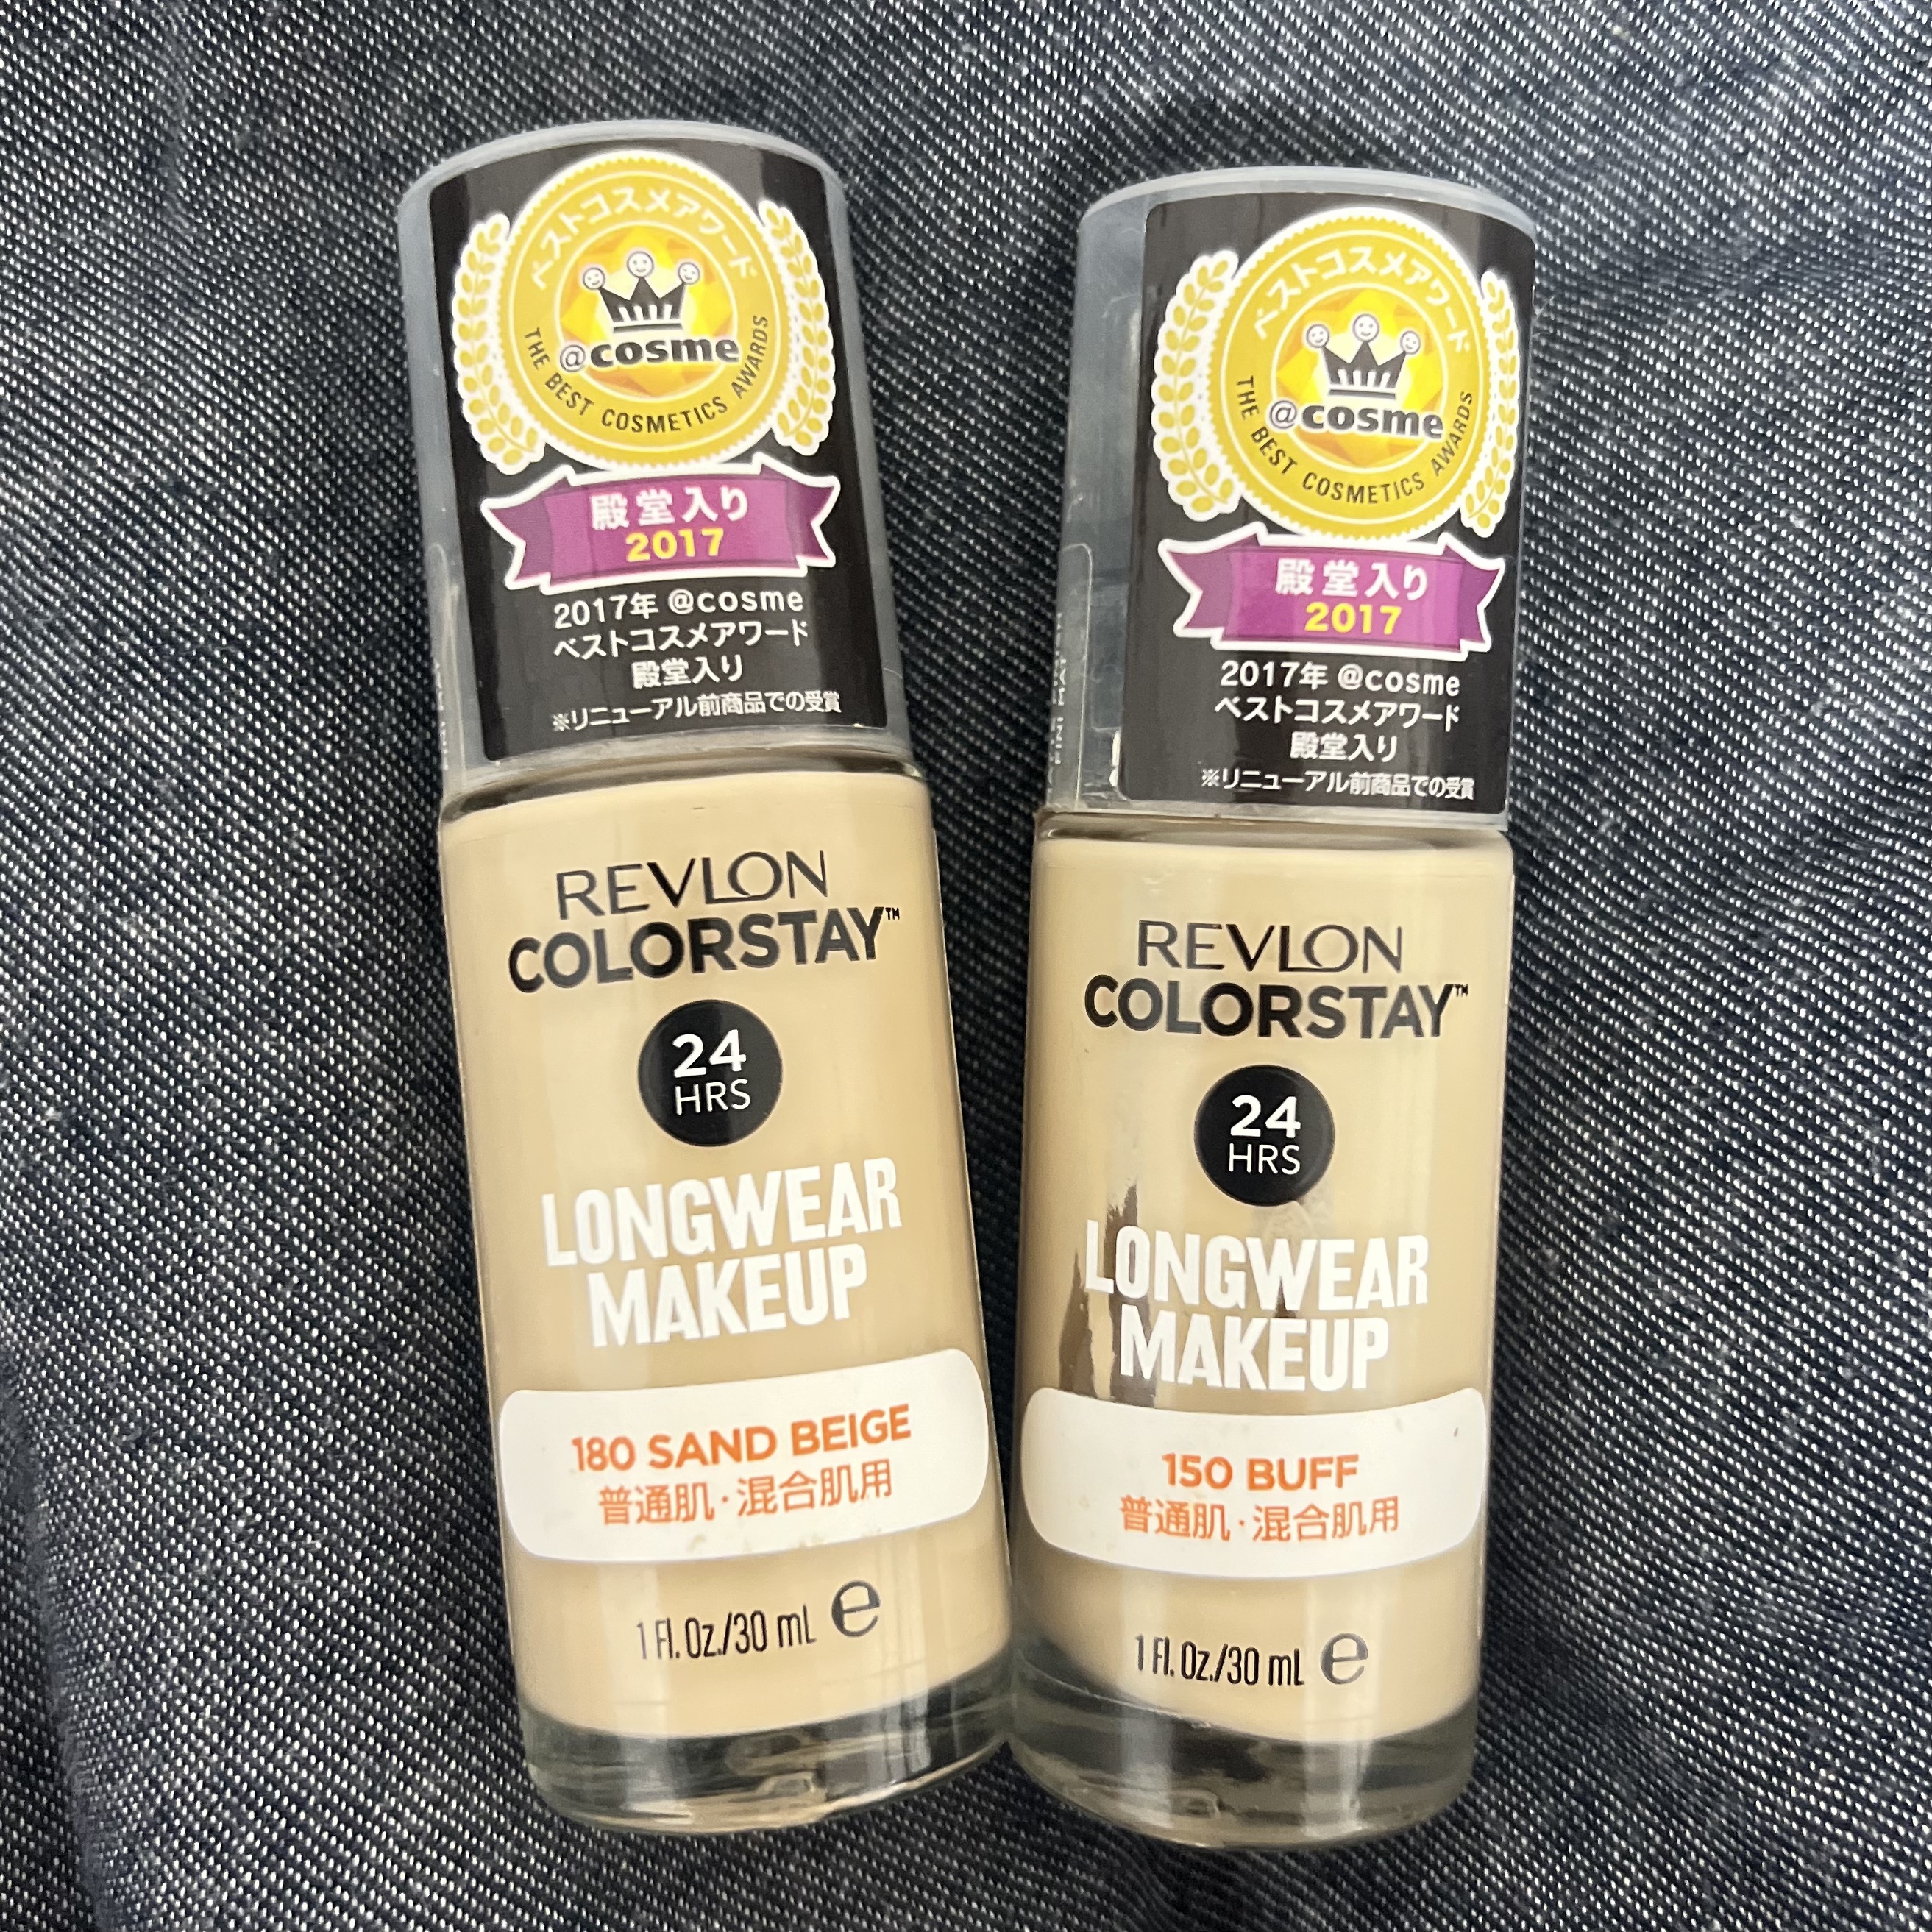 ベストコスメアワード
@cosme
THE BEST COSMETICS AWARDS
殿堂入り
2017
2017年 @cosme
ベストコスメアワード
殿堂入り
※リニューアル前商品での受賞
REVLON
COLORSTAY™
24
HRS
LONGWEAR
MAKEUP
180 SAND BEIGE
普通肌・混合肌用
1 Fl. Oz./30 mL ℮
ベストコスメアワード
@cosme
THE BEST COSMETICS AWARDS
殿堂入り
2017
2017年 @cosme
ベストコスメアワード
殿堂入り
※リニューアル前商品での受賞
REVLON
COLORSTAY™
24
HRS
LONGWEAR
MAKEUP
150 BUFF
普通肌・混合肌用
1 Fl. Oz./30 mL ℮